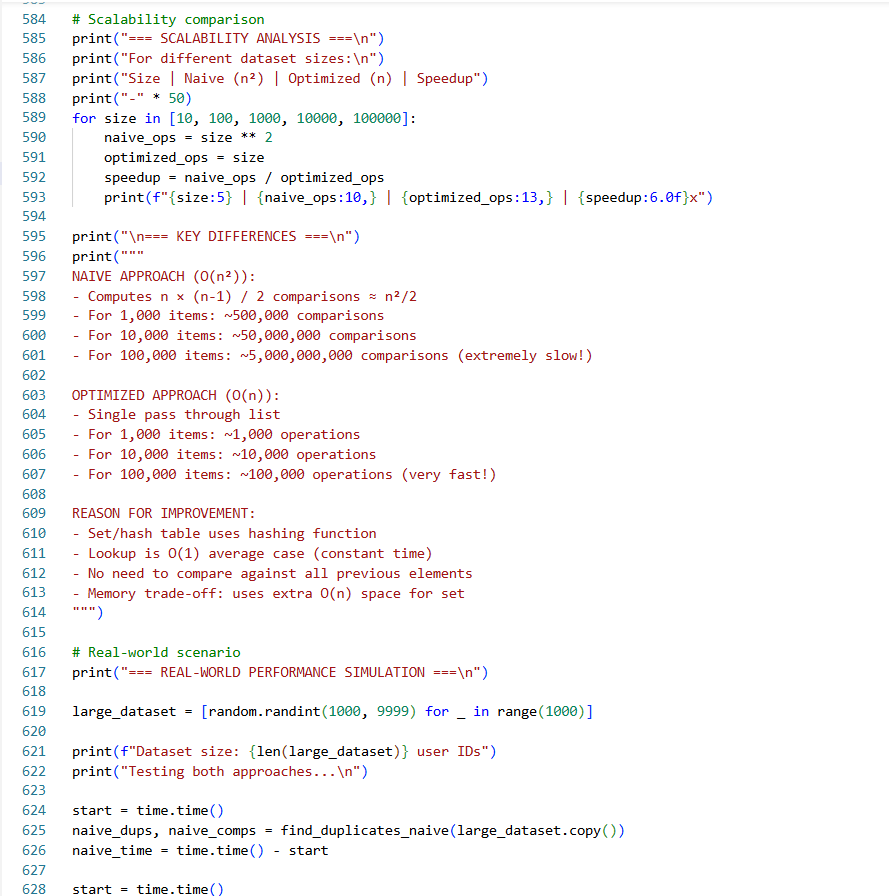 584 # Scalability comparison
585 print("=== SCALABILITY ANALYSIS ===\n")
586 print("For different dataset sizes:\n")
587 print("Size | Naive (n²) | Optimized (n) | Speedup")
588 print("-" * 50)
589 for size in [10, 100, 1000, 10000, 100000]:
590     naive_ops = size ** 2
591     optimized_ops = size
592     speedup = naive_ops / optimized_ops
593     print(f"{size:5} | {naive_ops:10,} | {optimized_ops:13,} | {speedup:6.0f}x")
594
595 print("\n=== KEY DIFFERENCES ===\n")
596 print("""
597 NAIVE APPROACH (O(n²)):
598 - Computes n × (n-1) / 2 comparisons ≈ n²/2
599 - For 1,000 items: ~500,000 comparisons
600 - For 10,000 items: ~50,000,000 comparisons
601 - For 100,000 items: ~5,000,000,000 comparisons (extremely slow!)
602
603 OPTIMIZED APPROACH (O(n)):
604 - Single pass through list
605 - For 1,000 items: ~1,000 operations
606 - For 10,000 items: ~10,000 operations
607 - For 100,000 items: ~100,000 operations (very fast!)
608
609 REASON FOR IMPROVEMENT:
610 - Set/hash table uses hashing function
611 - Lookup is O(1) average case (constant time)
612 - No need to compare against all previous elements
613 - Memory trade-off: uses extra O(n) space for set
614 """)
615
616 # Real-world scenario
617 print("=== REAL-WORLD PERFORMANCE SIMULATION ===\n")
618
619 large_dataset = [random.randint(1000, 9999) for _ in range(1000)]
620
621 print(f"Dataset size: {len(large_dataset)} user IDs")
622 print("Testing both approaches...\n")
623
624 start = time.time()
625 naive_dups, naive_comps = find_duplicates_naive(large_dataset.copy())
626 naive_time = time.time() - start
627
628 start = time.time()